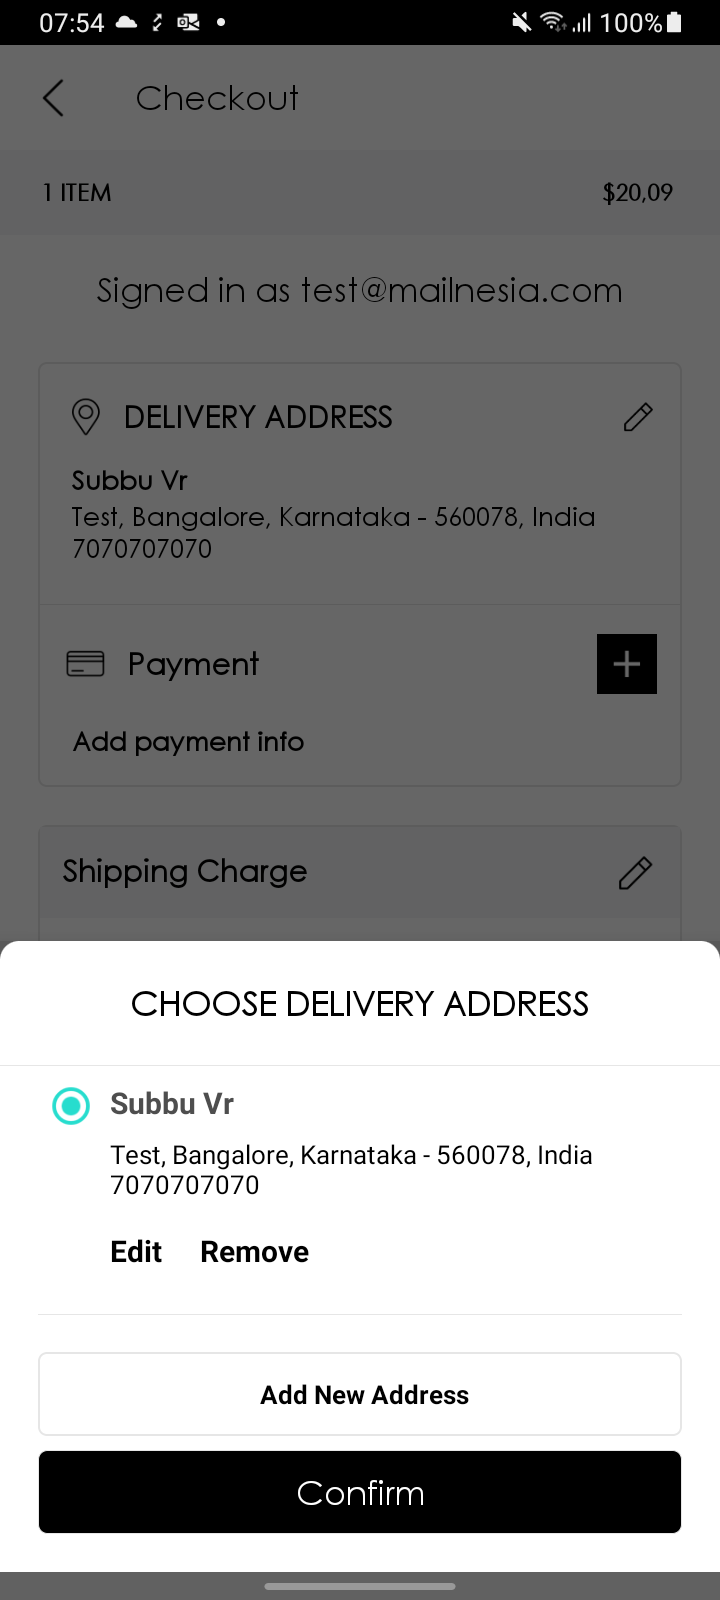 07:54
100%
Checkout
1 ITEM $20,09
Signed in as test@mailnesia.com
DELIVERY ADDRESS
Subbu Vr
Test, Bangalore, Karnataka - 560078, India
7070707070
Payment
Add payment info
Shipping Charge
CHOOSE DELIVERY ADDRESS
Subbu Vr
Test, Bangalore, Karnataka - 560078, India
7070707070
Edit Remove
Add New Address
Confirm